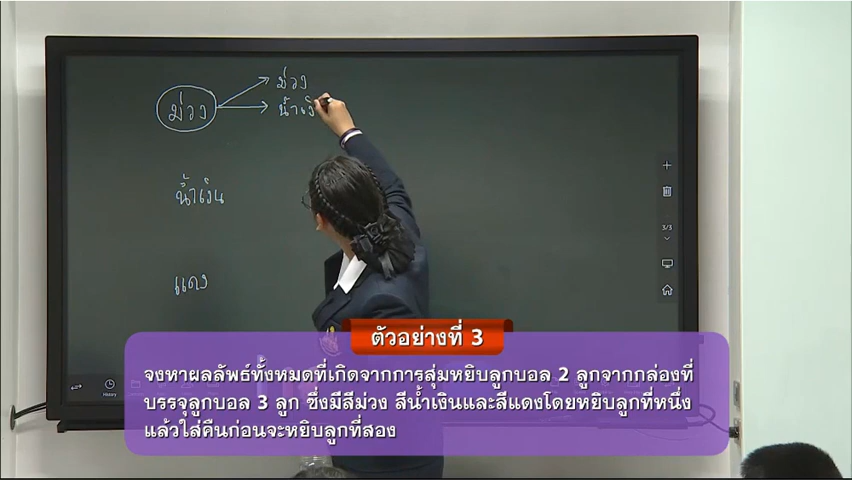 ม่วง
ม่วง
น้ำเงิ
น้ำเงิน
แดง
3/3
History
ตัวอย่างที่ 3
จงหาผลลัพธ์ทั้งหมดที่เกิดจากการสุ่มหยิบลูกบอล 2 ลูกจากกล่องที่
บรรจุลูกบอล 3 ลูก ซึ่งมีสีม่วง สีน้ำเงินและสีแดงโดยหยิบลูกที่หนึ่ง
แล้วใส่คืนก่อนจะหยิบลูกที่สอง